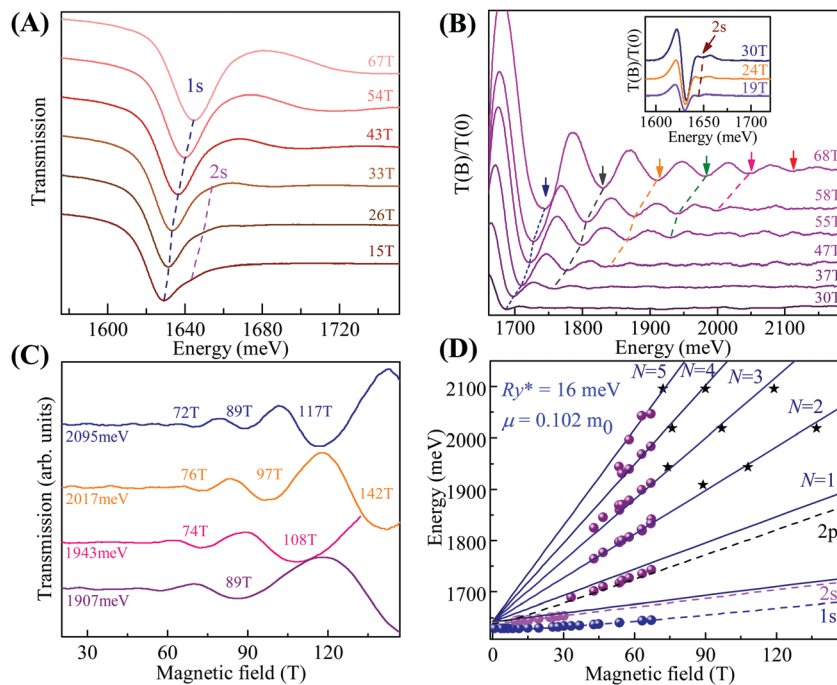 (A)
67T
54T
43T
33T
26T
15T
1s
2s
Transmission
1600
1640
1680
1720
Energy (meV)
(B)
2s
30T
24T
19T
T(B)/T(0)
1600
1650
1700
Energy (meV)
68T
58T
55T
47T
37T
30T
T(B)/T(0)
1700
1800
1900
2000
2100
Energy (meV)
(C)
72T
89T
117T
2095meV
76T
97T
142T
2017meV
74T
108T
1943meV
89T
1907meV
Transmission (arb. units)
30
60
90
120
Magnetic field (T)
(D)
N=5
N=4
N=3
N=2
N=1
2p
2s
1s
Ry* = 16 meV
μ = 0.102 m0
2100
2000
1900
1800
1700
Energy (meV)
0
30
60
90
120
Magnetic field (T)